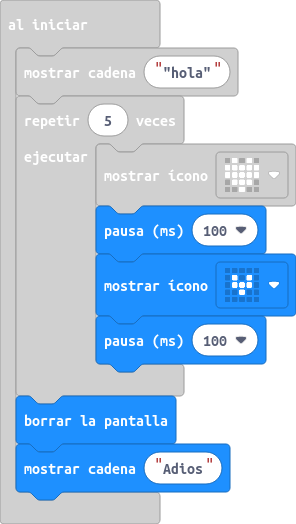 al iniciar
mostrar cadena ""hola"
repetir 5 veces
ejecutar
mostrar icono
pausa (ms) 100
mostrar icono
pausa (ms) 100
borrar la pantalla
mostrar cadena "Adios"